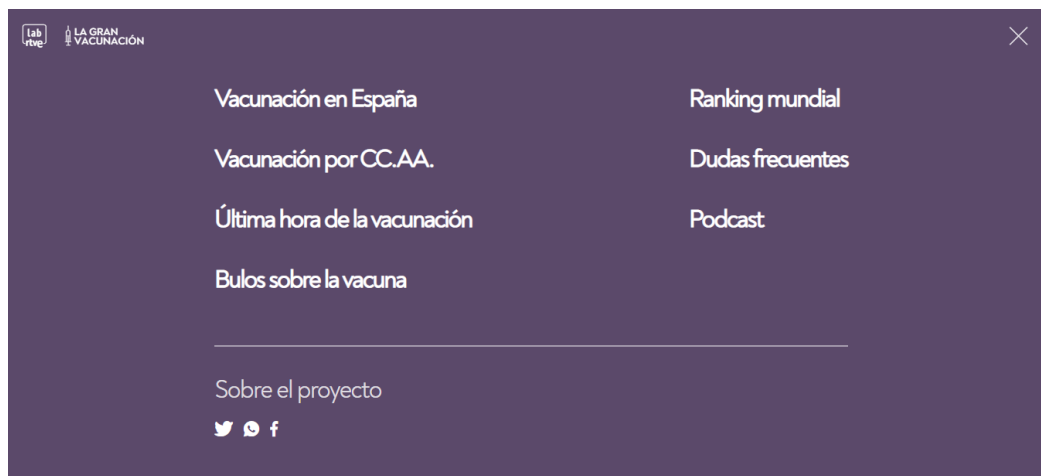 lab
rtve
LA GRAN
VACUNACIÓN
Vacunación en España
Vacunación por CC.AA.
Última hora de la vacunación
Bulos sobre la vacuna
Ranking mundial
Dudas frecuentes
Podcast
Sobre el proyecto